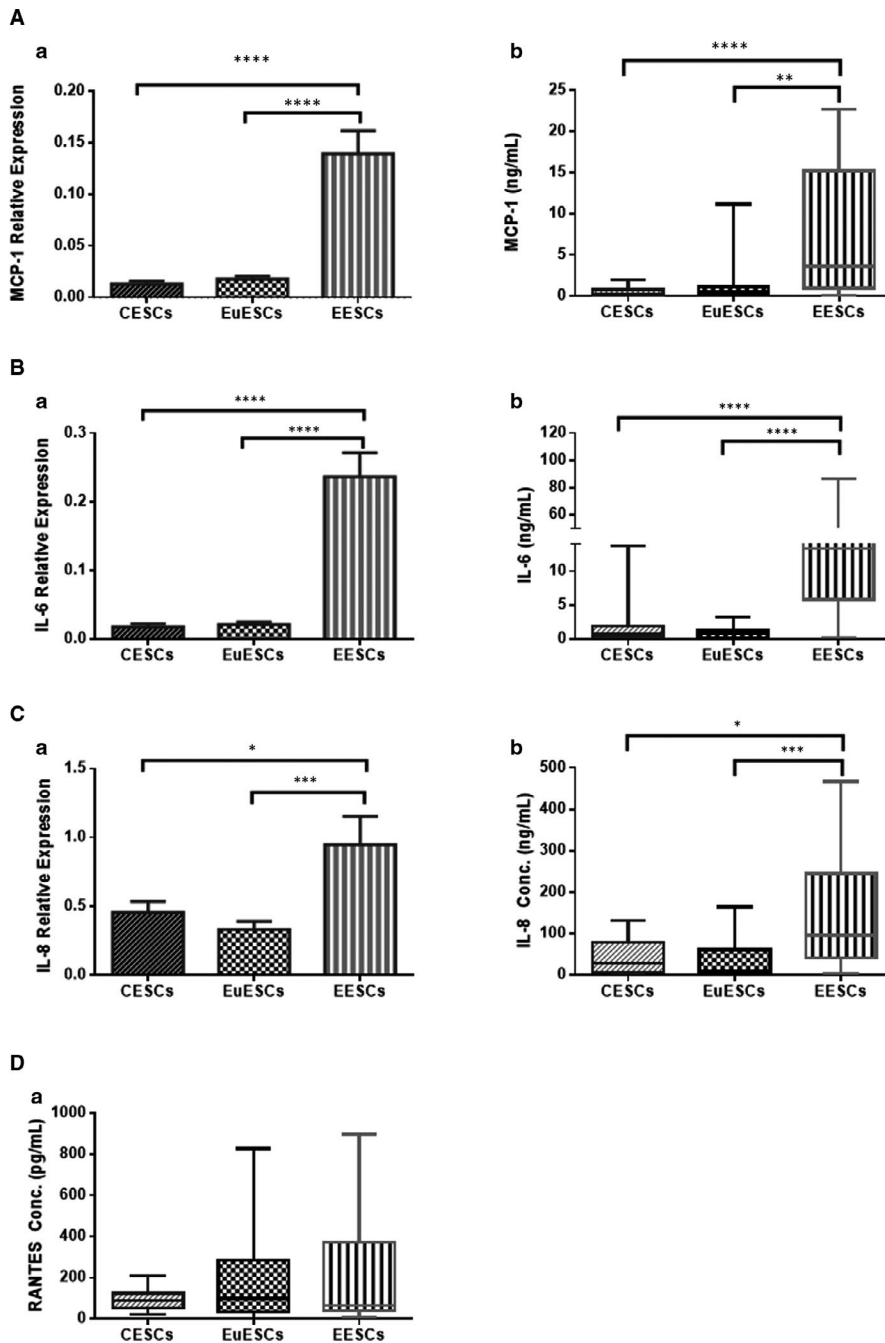 A
a
****
****
MCP-1 Relative Expression
0.20
0.15
0.10
0.05
0.00
CESCs EuESCs EESCs
b
****
**
MCP-1 (ng/mL)
25
20
15
10
5
0
CESCs EuESCs EESCs
B
a
****
****
IL-6 Relative Expression
0.3
0.2
0.1
0.0
CESCs EuESCs EESCs
b
****
****
IL-6 (ng/mL)
120
100
80
60
10
5
0
CESCs EuESCs EESCs
C
a
*
***
IL-8 Relative Expression
1.5
1.0
0.5
0.0
CESCs EuESCs EESCs
b
*
***
IL-8 Conc. (ng/mL)
500
400
300
200
100
0
CESCs EuESCs EESCs
D
a
RANTES Conc. (pg/mL)
1000
800
600
400
200
0
CESCs EuESCs EESCs